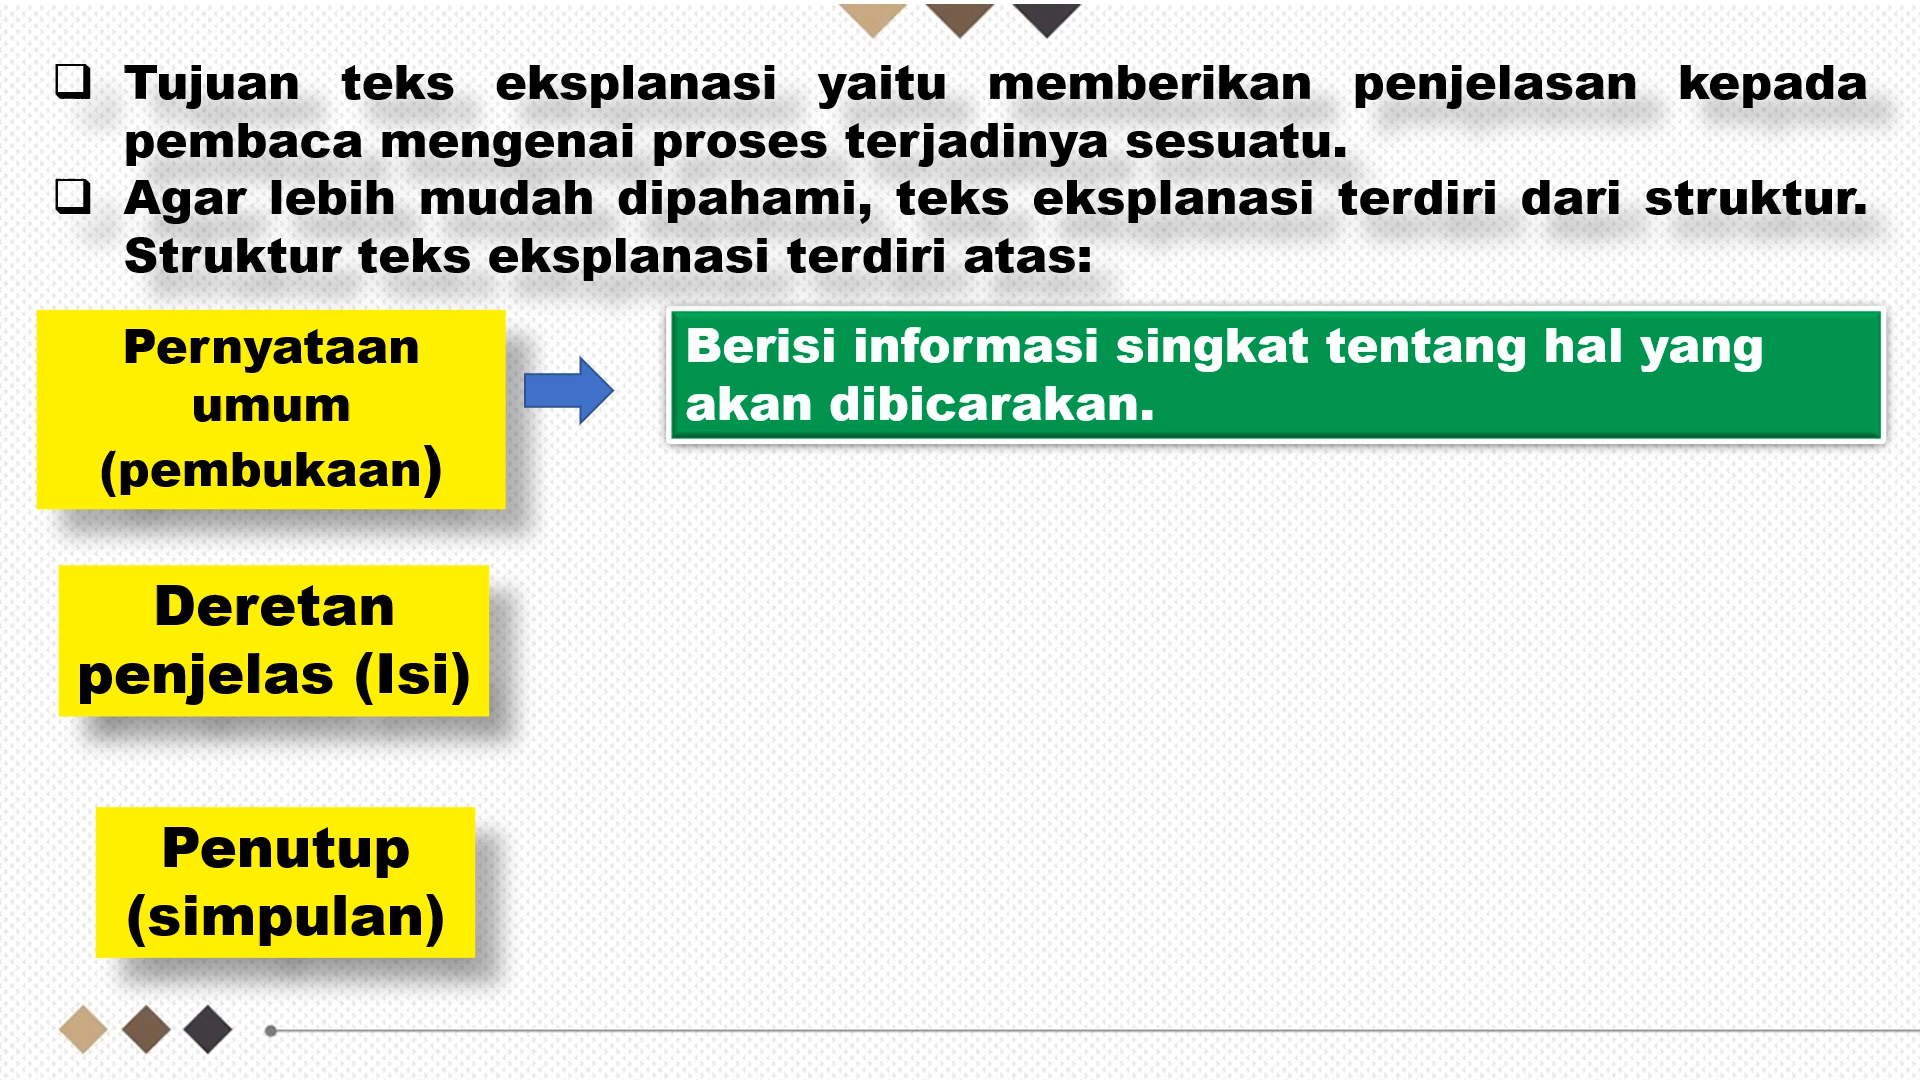 ❑ Tujuan teks eksplanasi yaitu memberikan penjelasan kepada
pembaca mengenai proses terjadinya sesuatu.
❑ Agar lebih mudah dipahami, teks eksplanasi terdiri dari struktur.
Struktur teks eksplanasi terdiri atas:
Pernyataan
umum
(pembukaan)
Berisi informasi singkat tentang hal yang
akan dibicarakan.
Deretan
penjelas (Isi)
Penutup
(simpulan)